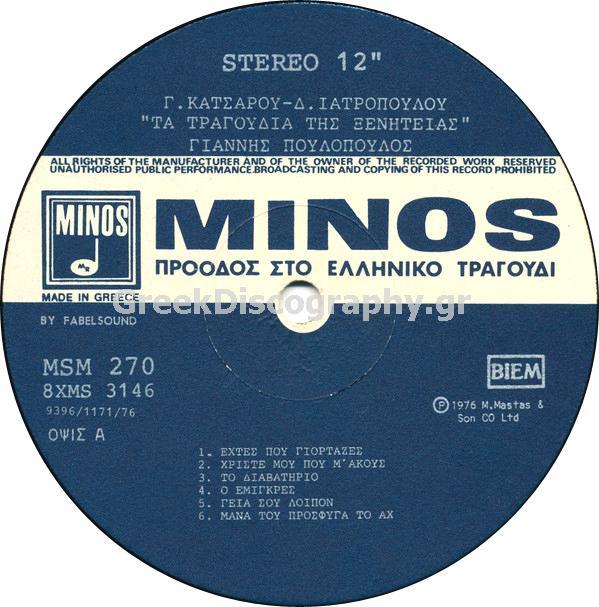 STEREO 12"
Γ.ΚΑΤΣΑΡΟΥ-Δ.ΙΑΤΡΟΠΟΥΛΟΥ
"ΤΑ ΤΡΑΓΟΥΔΙΑ ΤΗΣ ΞΕΝΗΤΕΙΑΣ"
ΓΙΑΝΝΗΣ ΠΟΥΛΟΠΟΥΛΟΣ
ALL RIGHTS OF THE MANUFACTURER AND OF THE OWNER OF THE RECORDED WORK RESERVED
UNAUTHORISED PUBLIC PERFORMANCE.BROADCASTING AND COPYING OF THIS RECORD PROHIBITED
MINOS
MR
MINOS
ΠΡΟΟΔΟΣ ΣΤΟ ΕΛΛΗΝΙΚΟ ΤΡΑΓΟΥΔΙ
MADE IN GREECE
GreekDiscography.gr
BY FABELSOUND
MSM 270
8XMS 3146
9396/1171/76
ΟΨΙΣ Α
BIEM
Ⓟ1976 M.Mastas &
Son CO Ltd
1. ΕΧΤΕΣ ΠΟΥ ΓΙΟΡΤΑΖΕΣ
2. ΧΡΙΣΤΕ ΜΟΥ ΠΟΥ Μ'ΑΚΟΥΣ
3. ΤΟ ΔΙΑΒΑΤΗΡΙΟ
4. Ο ΕΜΙΓΚΡΕΣ
5. ΓΕΙΑ ΣΟΥ ΛΟΙΠΟΝ
6. ΜΑΝΑ ΤΟΥ ΠΡΟΣΦΥΓΑ ΤΟ ΑΧ